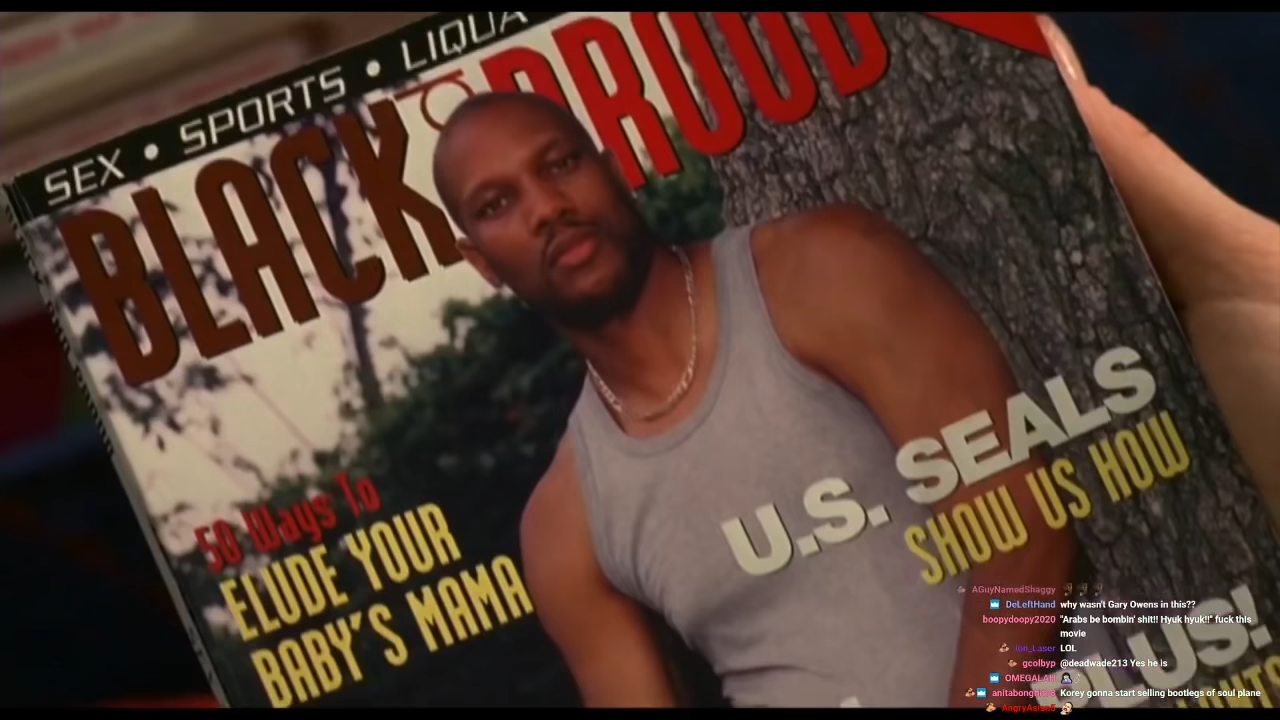 SEX • SPORTS • LIQUA
BLACK
PROUD
50 Ways To
ELUDE YOUR
BABY'S MAMA
U.S. SEALS
SHOW US HOW
PLUS!
AGuyNamedShaggy
DeLeftHand why wasn't Gary Owens in this??
boopydoopy2020 "Arabs be bombin' shit!! Hyuk hyuk!!" fuck this
movie
LOL
gcolbyp @deadwade213 Yes he is
OMEGALAH
Korey gonna start selling bootlegs of soul plane